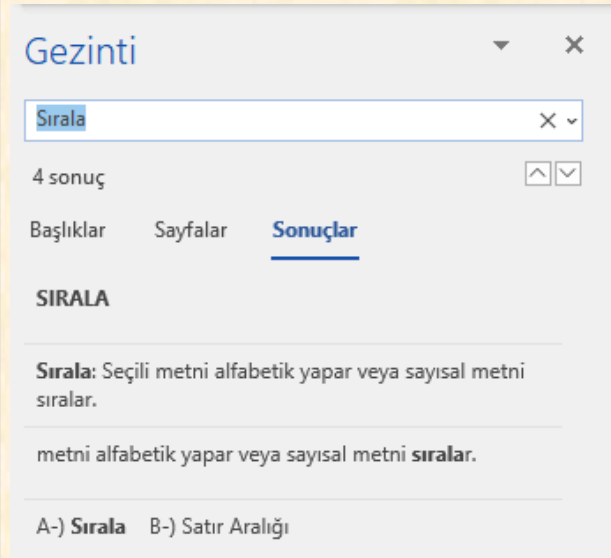 Gezinti
Sırala
4 sonuç
Başlıklar Sayfalar Sonuçlar
SIRALA
Sırala: Seçili metni alfabetik yapar veya sayısal metni
sıralar.
metni alfabetik yapar veya sayısal metni sıralar.
A-) Sırala B-) Satır Aralığı